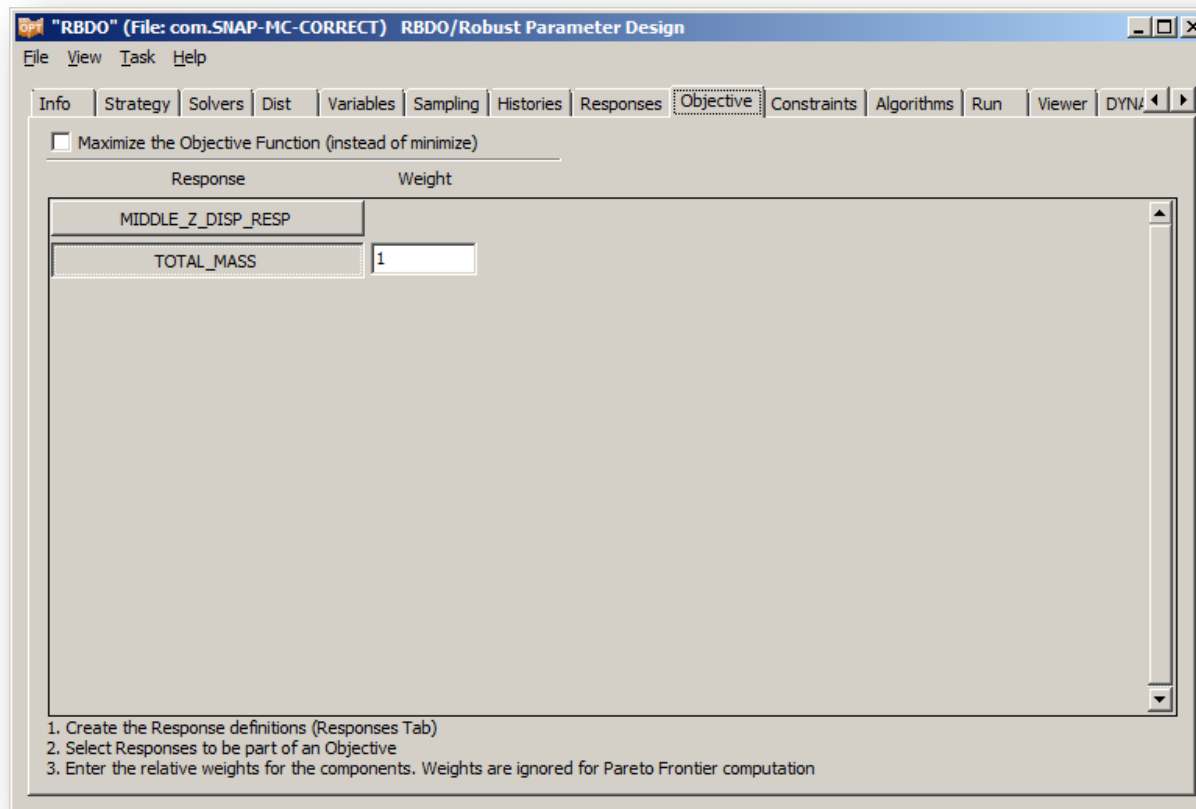 OPT "RBDO" (File: com.SNAP-MC-CORRECT) RBDO/Robust Parameter Design
File View Task Help
Info Strategy Solvers Dist Variables Sampling Histories Responses Objective Constraints Algorithms Run Viewer
Maximize the Objective Function (instead of minimize)
Response Weight
MIDDLE_Z_DISP_RESP
TOTAL_MASS 1
1. Create the Response definitions (Responses Tab)
2. Select Responses to be part of an Objective
3. Enter the relative weights for the components. Weights are ignored for Pareto Frontier computation